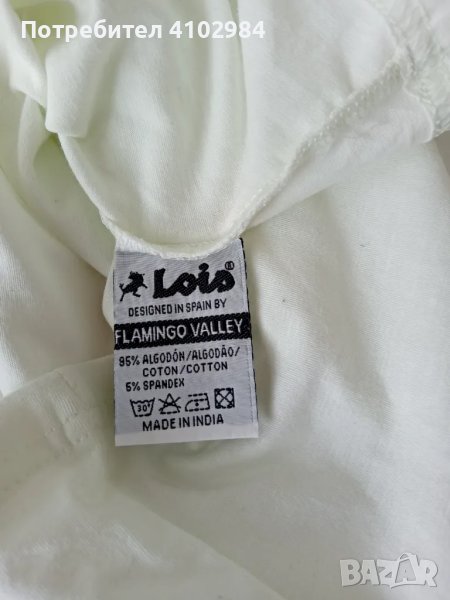 Потребител 4102984
Lois®
DESIGNED IN SPAIN BY
FLAMINGO VALLEY
95% ALGODÓN/ALGODÃO/
COTON/COTTON
5% SPANDEX
30°
MADE IN INDIA
BAZAR